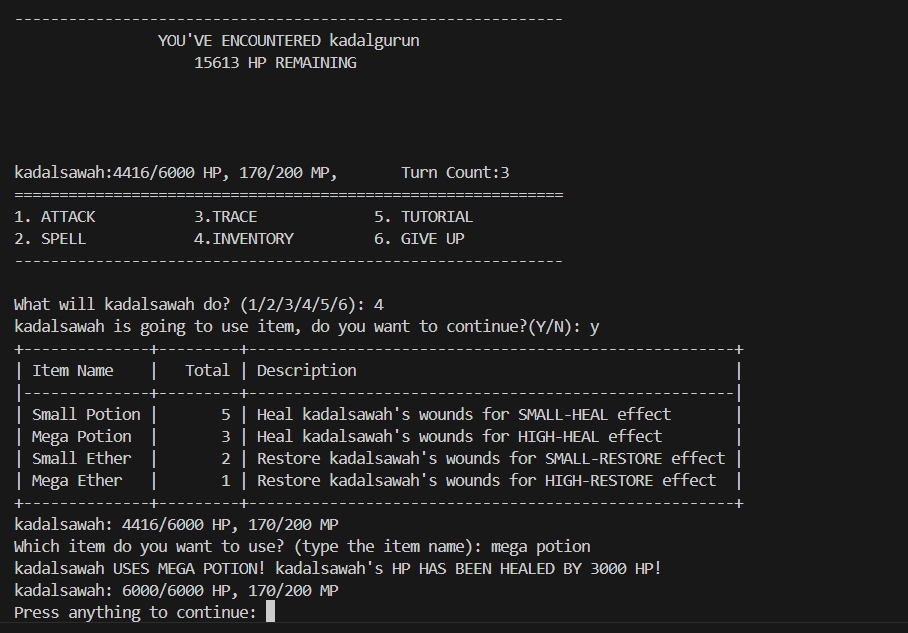 -------------------------------------------------------------
                YOU'VE ENCOUNTERED kadalgurun
                    15613 HP REMAINING
kadalsawah:4416/6000 HP, 170/200 MP,       Turn Count:3
=============================================================
1. ATTACK           3.TRACE             5. TUTORIAL
2. SPELL            4.INVENTORY         6. GIVE UP
-------------------------------------------------------------
What will kadalsawah do? (1/2/3/4/5/6): 4
kadalsawah is going to use item, do you want to continue?(Y/N): y
+--------------+---------+------------------------------------------------------+
| Item Name    |   Total | Description                                          |
|--------------+---------+------------------------------------------------------|
| Small Potion |       5 | Heal kadalsawah's wounds for SMALL-HEAL effect       |
| Mega Potion  |       3 | Heal kadalsawah's wounds for HIGH-HEAL effect        |
| Small Ether  |       2 | Restore kadalsawah's wounds for SMALL-RESTORE effect |
| Mega Ether   |       1 | Restore kadalsawah's wounds for HIGH-RESTORE effect  |
+--------------+---------+------------------------------------------------------+
kadalsawah: 4416/6000 HP, 170/200 MP
Which item do you want to use? (type the item name): mega potion
kadalsawah USES MEGA POTION! kadalsawah's HP HAS BEEN HEALED BY 3000 HP!
kadalsawah: 6000/6000 HP, 170/200 MP
Press anything to continue: